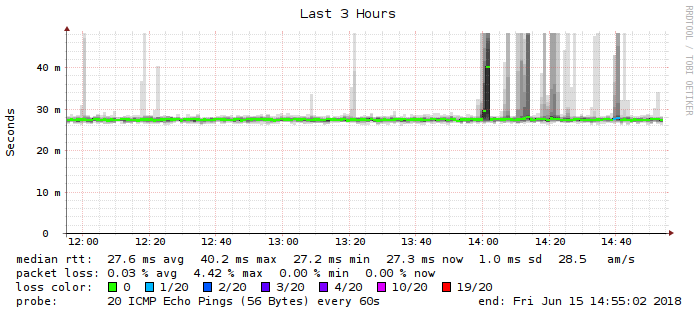 Last 3 Hours
RRDTOOL / TOBI OETIKER
Seconds
40 m
30 m
20 m
10 m
0
12:00 12:20 12:40 13:00 13:20 13:40 14:00 14:20 14:40
median rtt: 27.6 ms avg 40.2 ms max 27.2 ms min 27.3 ms now 1.0 ms sd 28.5 am/s
packet loss: 0.03 % avg 4.42 % max 0.00 % min 0.00 % now
loss color: 0 1/20 2/20 3/20 4/20 10/20 19/20
probe: 20 ICMP Echo Pings (56 Bytes) every 60s end: Fri Jun 15 14:55:02 2018